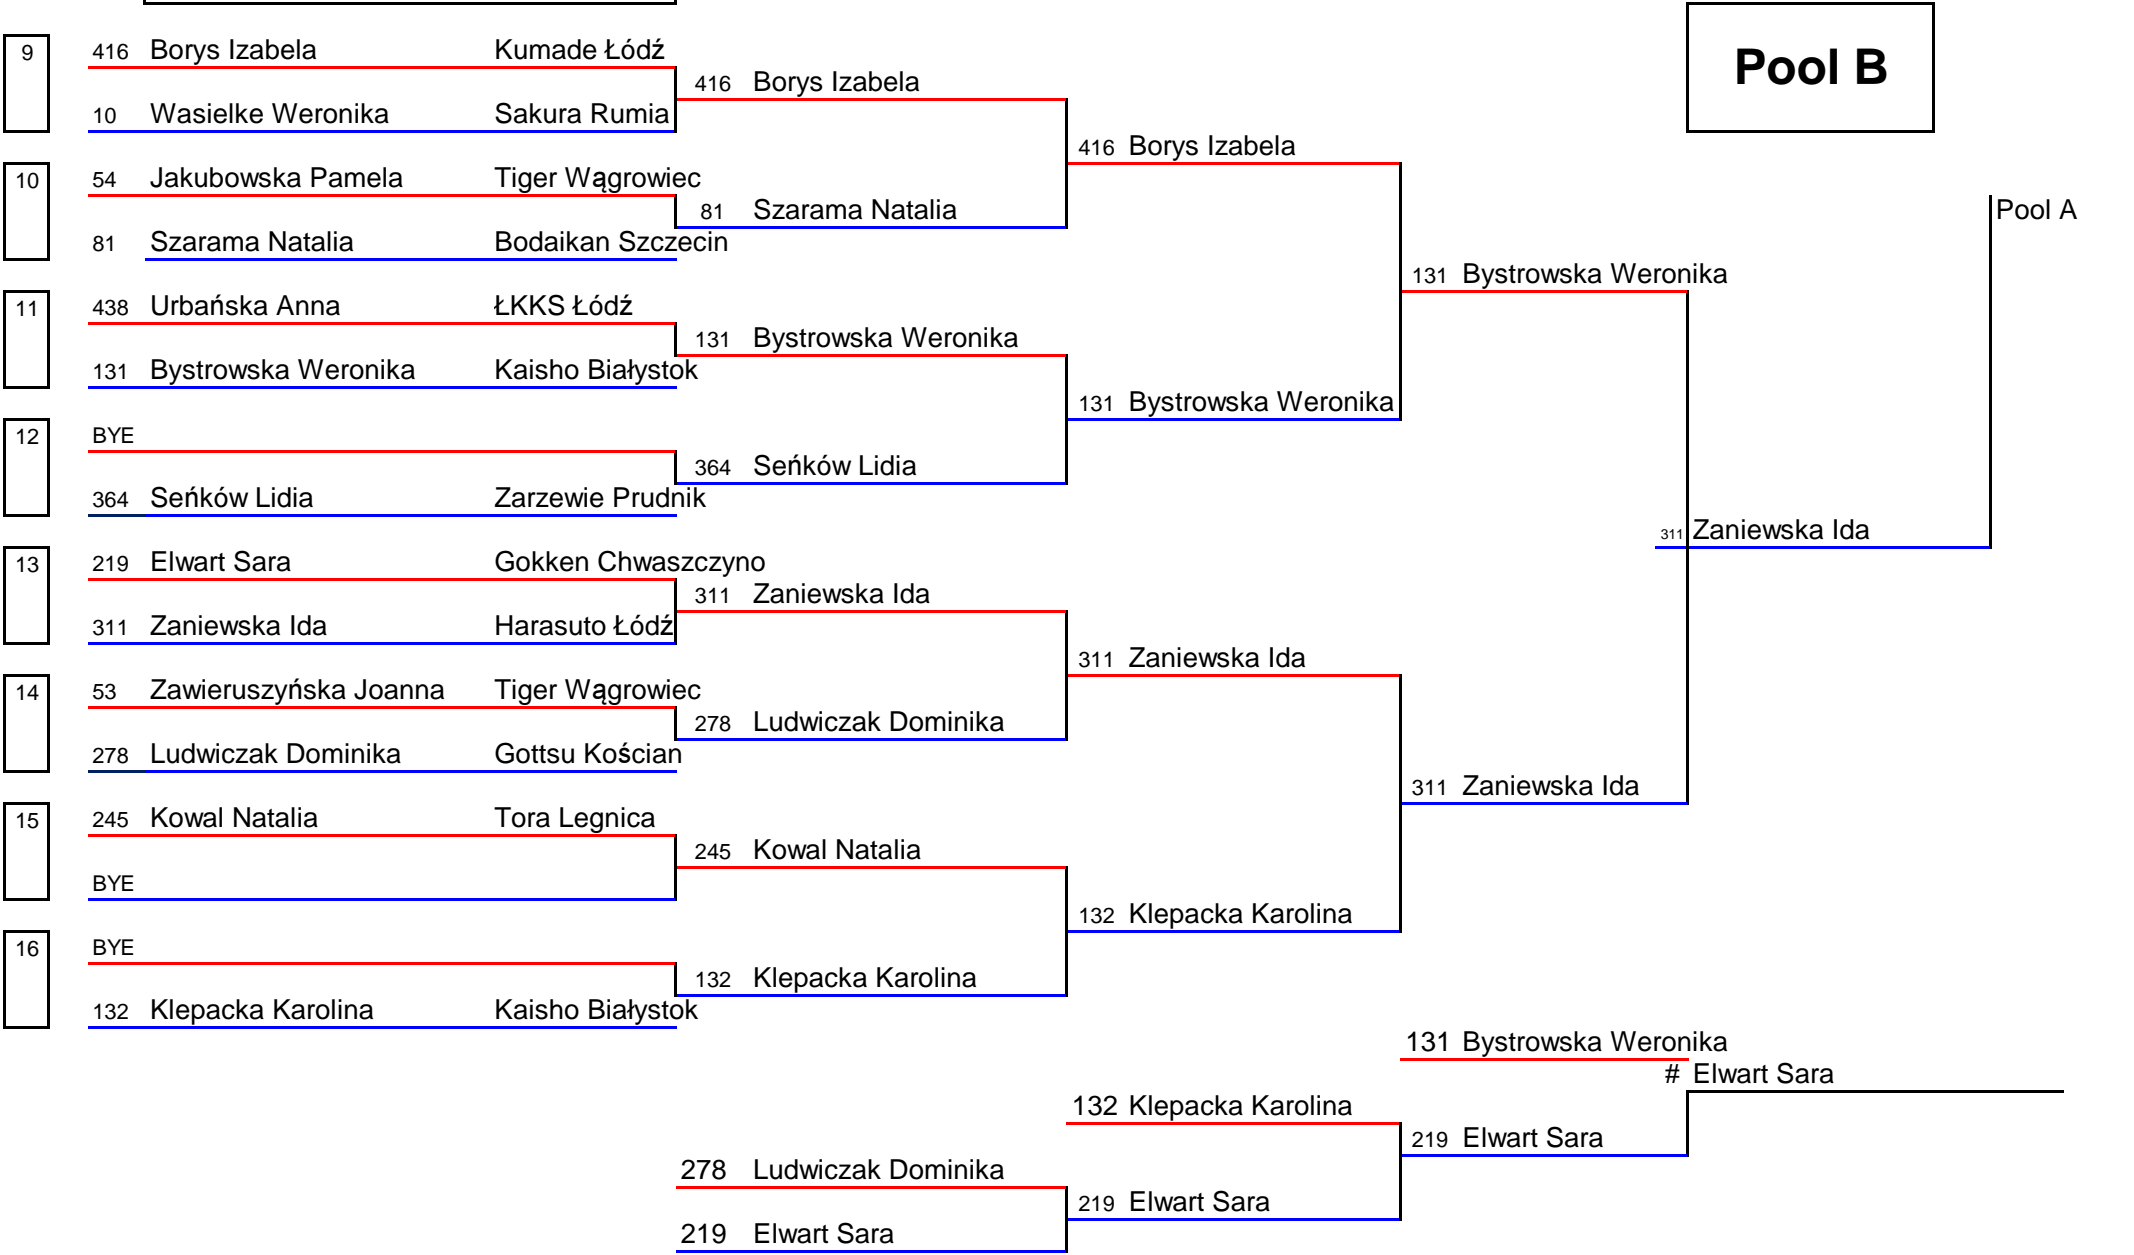 Pool B
9
416 Borys Izabela Kumade Łódź
416 Borys Izabela
10 Wasielke Weronika Sakura Rumia
416 Borys Izabela
10
54 Jakubowska Pamela Tiger Wągrowiec
81 Szarama Natalia
Pool A
81 Szarama Natalia Bodaikan Szczecin
131 Bystrowska Weronika
11
438 Urbańska Anna ŁKKS Łódź
131 Bystrowska Weronika
131 Bystrowska Weronika Kaisho Białystok
131 Bystrowska Weronika
12
BYE
364 Seńków Lidia
364 Seńków Lidia Zarzewie Prudnik
311 Zaniewska Ida
13
219 Elwart Sara Gokken Chwaszczyno
311 Zaniewska Ida
311 Zaniewska Ida Harasuto Łódź
311 Zaniewska Ida
14
53 Zawieruszyńska Joanna Tiger Wągrowiec
278 Ludwiczak Dominika
278 Ludwiczak Dominika Gottsu Kościan
311 Zaniewska Ida
15
245 Kowal Natalia Tora Legnica
245 Kowal Natalia
BYE
132 Klepacka Karolina
16
BYE
132 Klepacka Karolina
132 Klepacka Karolina Kaisho Białystok
131 Bystrowska Weronika
# Elwart Sara
132 Klepacka Karolina
219 Elwart Sara
278 Ludwiczak Dominika
219 Elwart Sara
219 Elwart Sara